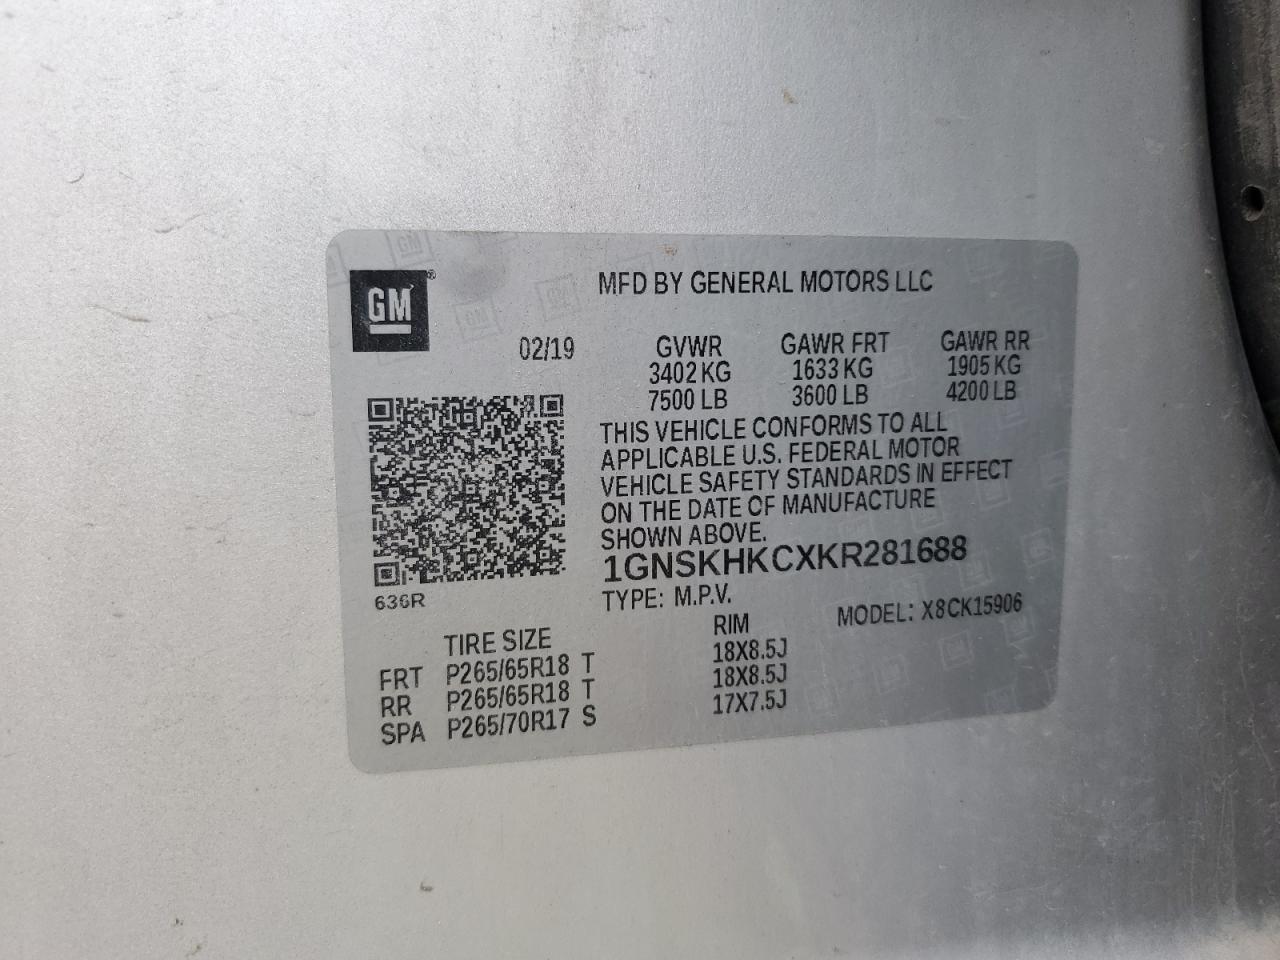 GM®
MFD BY GENERAL MOTORS LLC
02/19 GVWR GAWR FRT GAWR RR
3402 KG 1633 KG 1905 KG
7500 LB 3600 LB 4200 LB
THIS VEHICLE CONFORMS TO ALL
APPLICABLE U.S. FEDERAL MOTOR
VEHICLE SAFETY STANDARDS IN EFFECT
ON THE DATE OF MANUFACTURE
SHOWN ABOVE.
1GNSKHKCXKR281688
636R
TYPE: M.P.V. MODEL: X8CK15906
TIRE SIZE RIM
FRT P265/65R18 T 18X8.5J
RR P265/65R18 T 18X8.5J
SPA P265/70R17 S 17X7.5J